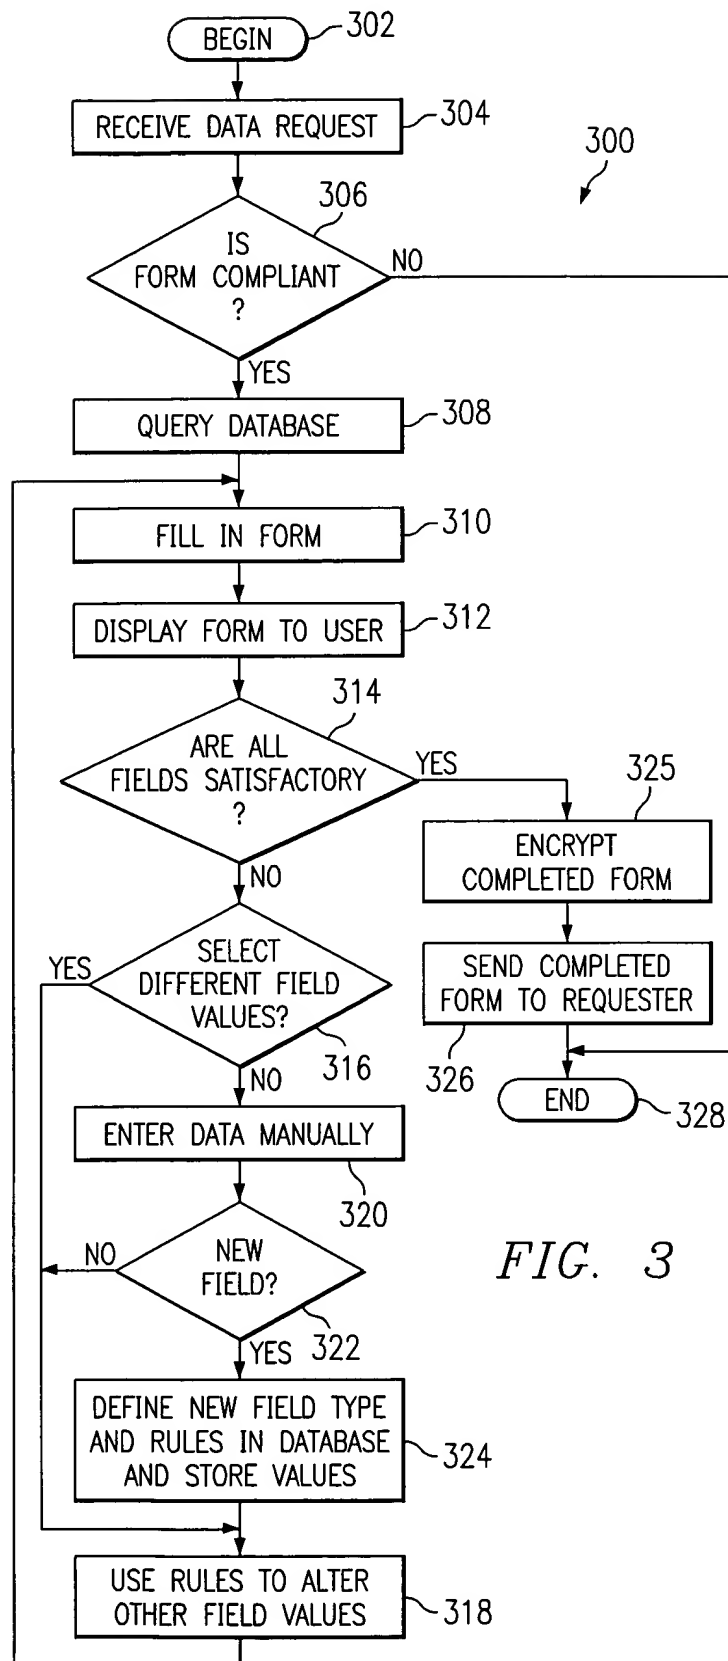 BEGIN
302
RECEIVE DATA REQUEST
304
300
306
IS
FORM COMPLIANT
?
NO
YES
QUERY DATABASE
308
FILL IN FORM
310
DISPLAY FORM TO USER
312
314
ARE ALL
FIELDS SATISFACTORY
?
YES
325
ENCRYPT
COMPLETED FORM
NO
SELECT
DIFFERENT FIELD
VALUES?
YES
316
NO
SEND COMPLETED
FORM TO REQUESTER
326
END
328
ENTER DATA MANUALLY
320
NEW
FIELD?
NO
322
YES
FIG. 3
DEFINE NEW FIELD TYPE
AND RULES IN DATABASE
AND STORE VALUES
324
USE RULES TO ALTER
OTHER FIELD VALUES
318